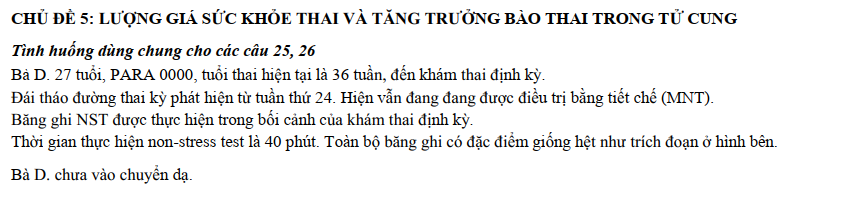 CHỦ ĐỀ 5: LƯỢNG GIÁ SỨC KHỎE THAI VÀ TĂNG TRƯỞNG BÀO THAI TRONG TỬ CUNG
Tình huống dùng chung cho các câu 25, 26
Bà D. 27 tuổi, PARA 0000, tuổi thai hiện tại là 36 tuần, đến khám thai định kỳ.
Đái tháo đường thai kỳ phát hiện từ tuần thứ 24. Hiện vẫn đang đang được điều trị bằng tiết chế (MNT).
Băng ghi NST được thực hiện trong bối cảnh của khám thai định kỳ.
Thời gian thực hiện non-stress test là 40 phút. Toàn bộ băng ghi có đặc điểm giống hệt như trích đoạn ở hình bên.
Bà D. chưa vào chuyển dạ.